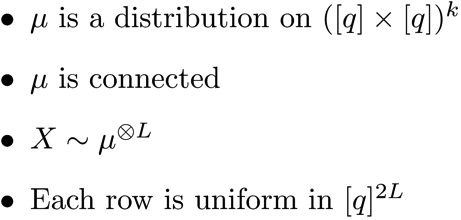 • μ is a distribution on ([q] × [q])^k
• μ is connected
• X ∼ μ^{⊗L}
• Each row is uniform in [q]^{2L}